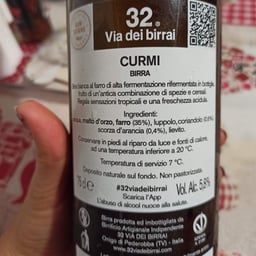 32®
Via dei birrai
CURMI
BIRRA
Birra bianca al farro di alta fermentazione rifermentata in bottiglia.
Frutto di un'antica combinazione di spezie e cereali.
Regala sensazioni tropicali e una freschezza acidula.
Ingredienti:
acqua, malto d'orzo, farro (35%), luppolo, coriandolo
scorza d'arancia (0,4%), lievito.
Conservare in piedi al riparo da luce e fonti di calore,
ad una temperatura inferiore a 20 °C.
Temperatura di servizio 7 °C.
Deposito naturale sul fondo. Non pastorizzata.
75 cl
#32viadeibirrai
Scarica l'App
Vol Alc. 5,8%
L'abuso di alcool nuoce alla salute.
Birra prodotta ed imbottigliata da
Birrificio Artigianale Indipendente
32 VIA DEI BIRRAI
Onigo di Pederobba (TV) - Italia
www.32viadeibirrai.com